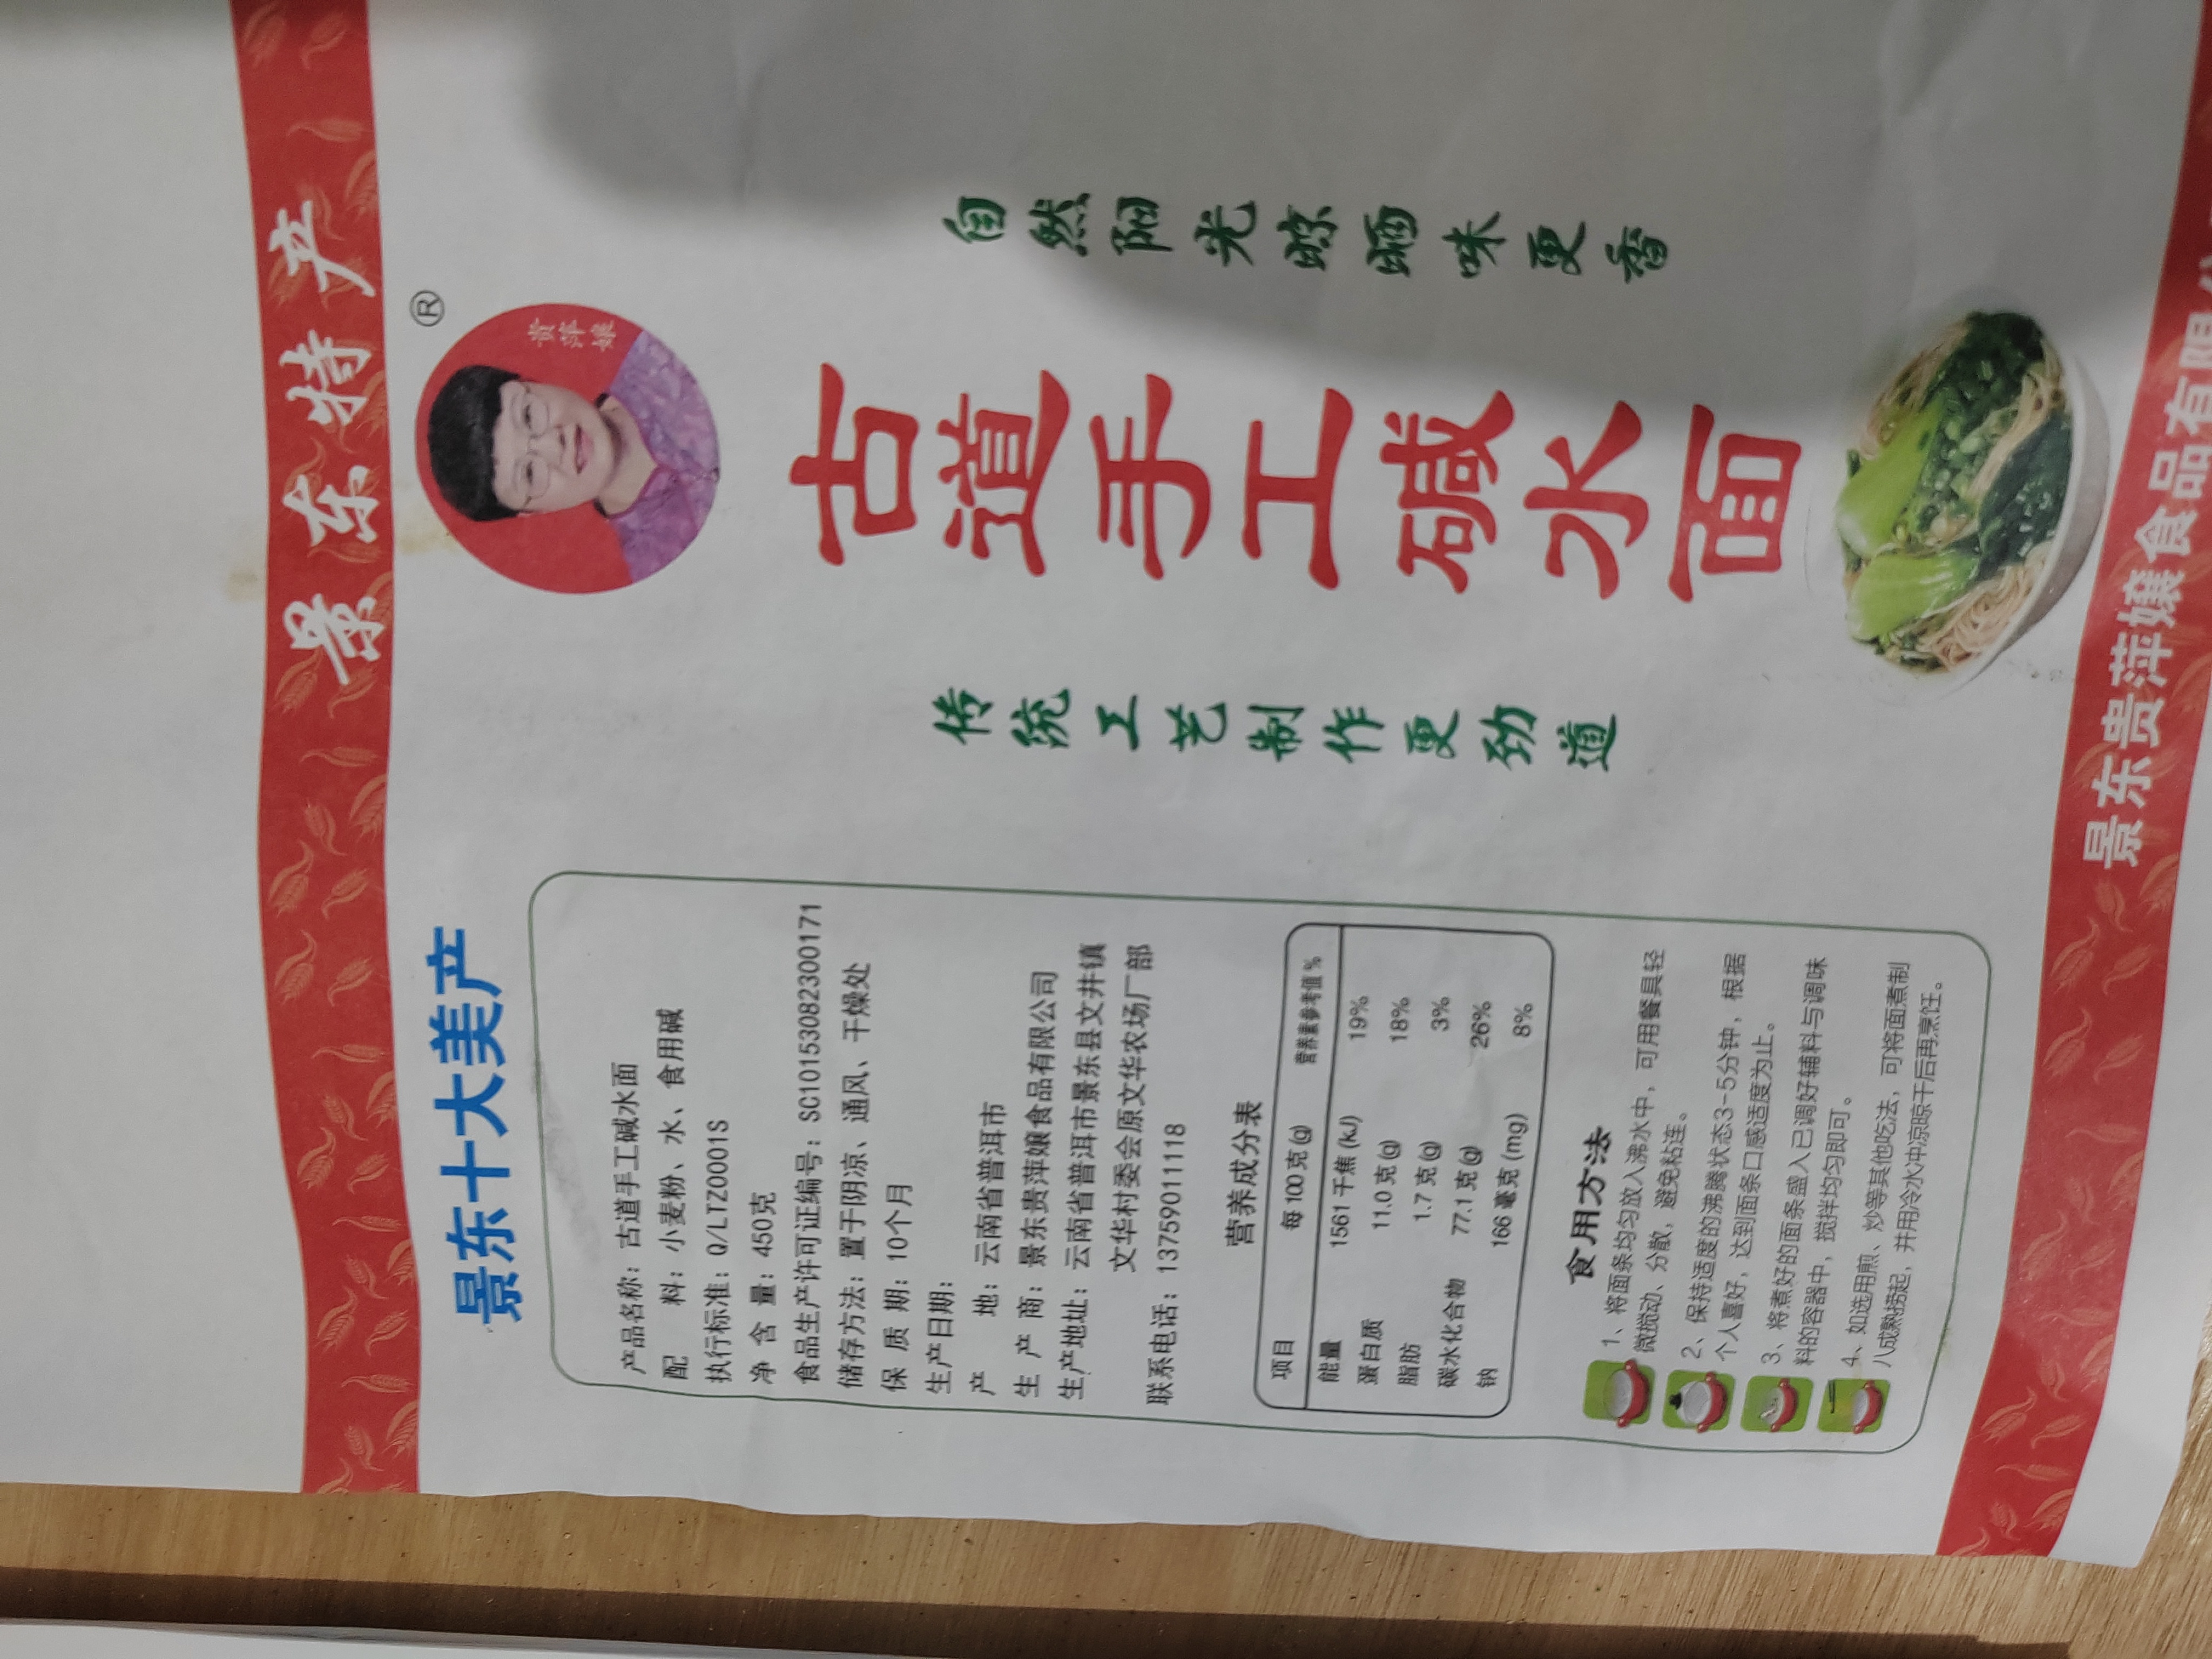 景东特产
®
贵萍孃
景东十大美产
自然阳光晾晒味更香
古道手工碱水面
传统工艺制作更劲道
产品名称：古道手工碱水面
配 料：小麦粉、水、食用碱
执行标准：Q/LTZ0001S
净 含 量：450克
食品生产许可证编号：SC10153082300171
储存方法：置于阴凉、通风、干燥处
保 质 期：10个月
生产日期：
产 地：云南省普洱市
生 产 商：景东贵萍孃食品有限公司
生产地址：云南省普洱市景东县文井镇
文华村委会原文华农场厂部
联系电话：13759011118
营养成分表
项目 每100克(g) 营养素参考值%
能量 1561千焦(kJ) 19%
蛋白质 11.0克(g) 18%
脂肪 1.7克(g) 3%
碳水化合物 77.1克(g) 26%
钠 166毫克(mg) 8%
食用方法
1、将面条均匀放入沸水中，可用餐具轻
微搅动、分散，避免粘连。
2、保持适度的沸腾状态3-5分钟，根据
个人喜好，达到面条口感适度为止。
3、将煮好的面条盛入已调好辅料与调味
料的容器中，搅拌均匀即可。
4、如选用煎、炒等其他吃法，可将面煮制
八成熟捞起，并用冷水冲凉晾干后再烹饪。
景东贵萍孃食品有限